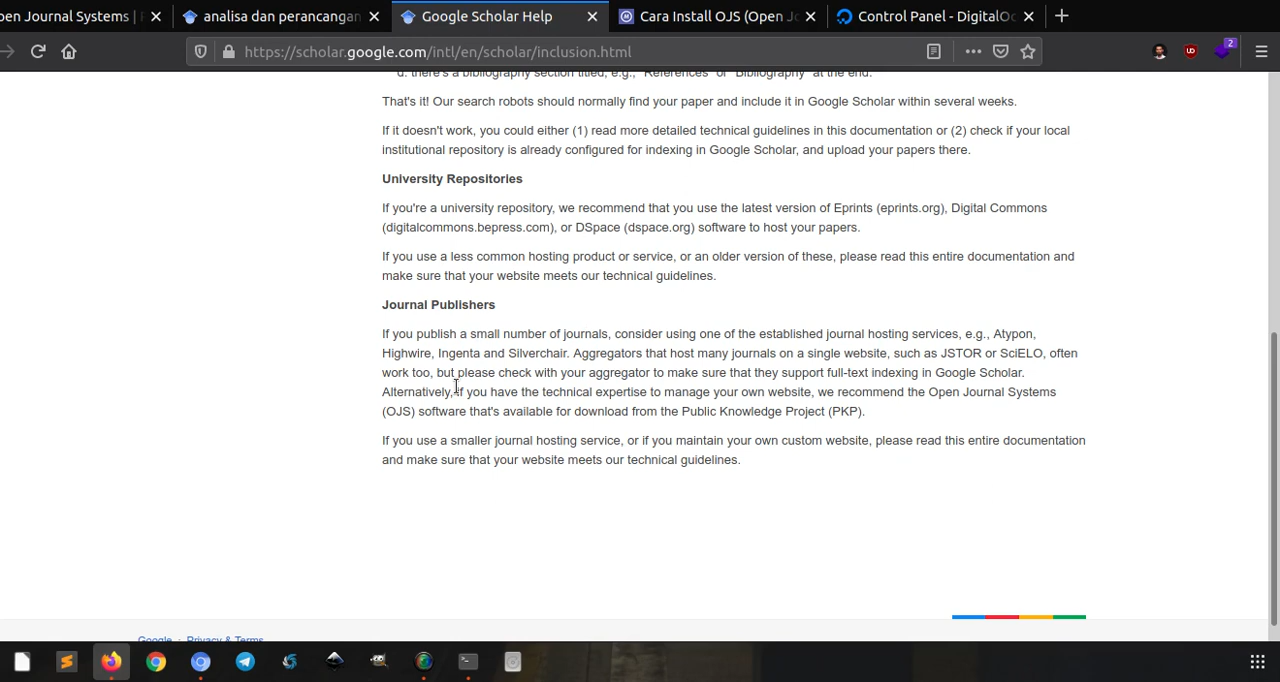 pen Journal Systems |
analisa dan perancangan
Google Scholar Help
Cara Install OJS (Open Jo
Control Panel - DigitalOc
https://scholar.google.com/intl/en/scholar/inclusion.html
2
d. there's a bibliography section titled, e.g., "References" or "Bibliography" at the end.
That's it! Our search robots should normally find your paper and include it in Google Scholar within several weeks.
If it doesn't work, you could either (1) read more detailed technical guidelines in this documentation or (2) check if your local
institutional repository is already configured for indexing in Google Scholar, and upload your papers there.
University Repositories
If you're a university repository, we recommend that you use the latest version of Eprints (eprints.org), Digital Commons
(digitalcommons.bepress.com), or DSpace (dspace.org) software to host your papers.
If you use a less common hosting product or service, or an older version of these, please read this entire documentation and
make sure that your website meets our technical guidelines.
Journal Publishers
If you publish a small number of journals, consider using one of the established journal hosting services, e.g., Atypon,
Highwire, Ingenta and Silverchair. Aggregators that host many journals on a single website, such as JSTOR or SciELO, often
work too, but please check with your aggregator to make sure that they support full-text indexing in Google Scholar.
Alternatively, if you have the technical expertise to manage your own website, we recommend the Open Journal Systems
(OJS) software that's available for download from the Public Knowledge Project (PKP).
If you use a smaller journal hosting service, or if you maintain your own custom website, please read this entire documentation
and make sure that your website meets our technical guidelines.
Google · Privacy & Terms